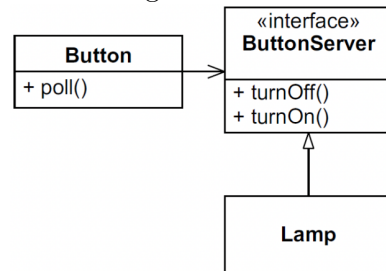 Button
+ poll()
«interface»
ButtonServer
+ turnOff()
+ turnOn()
Lamp